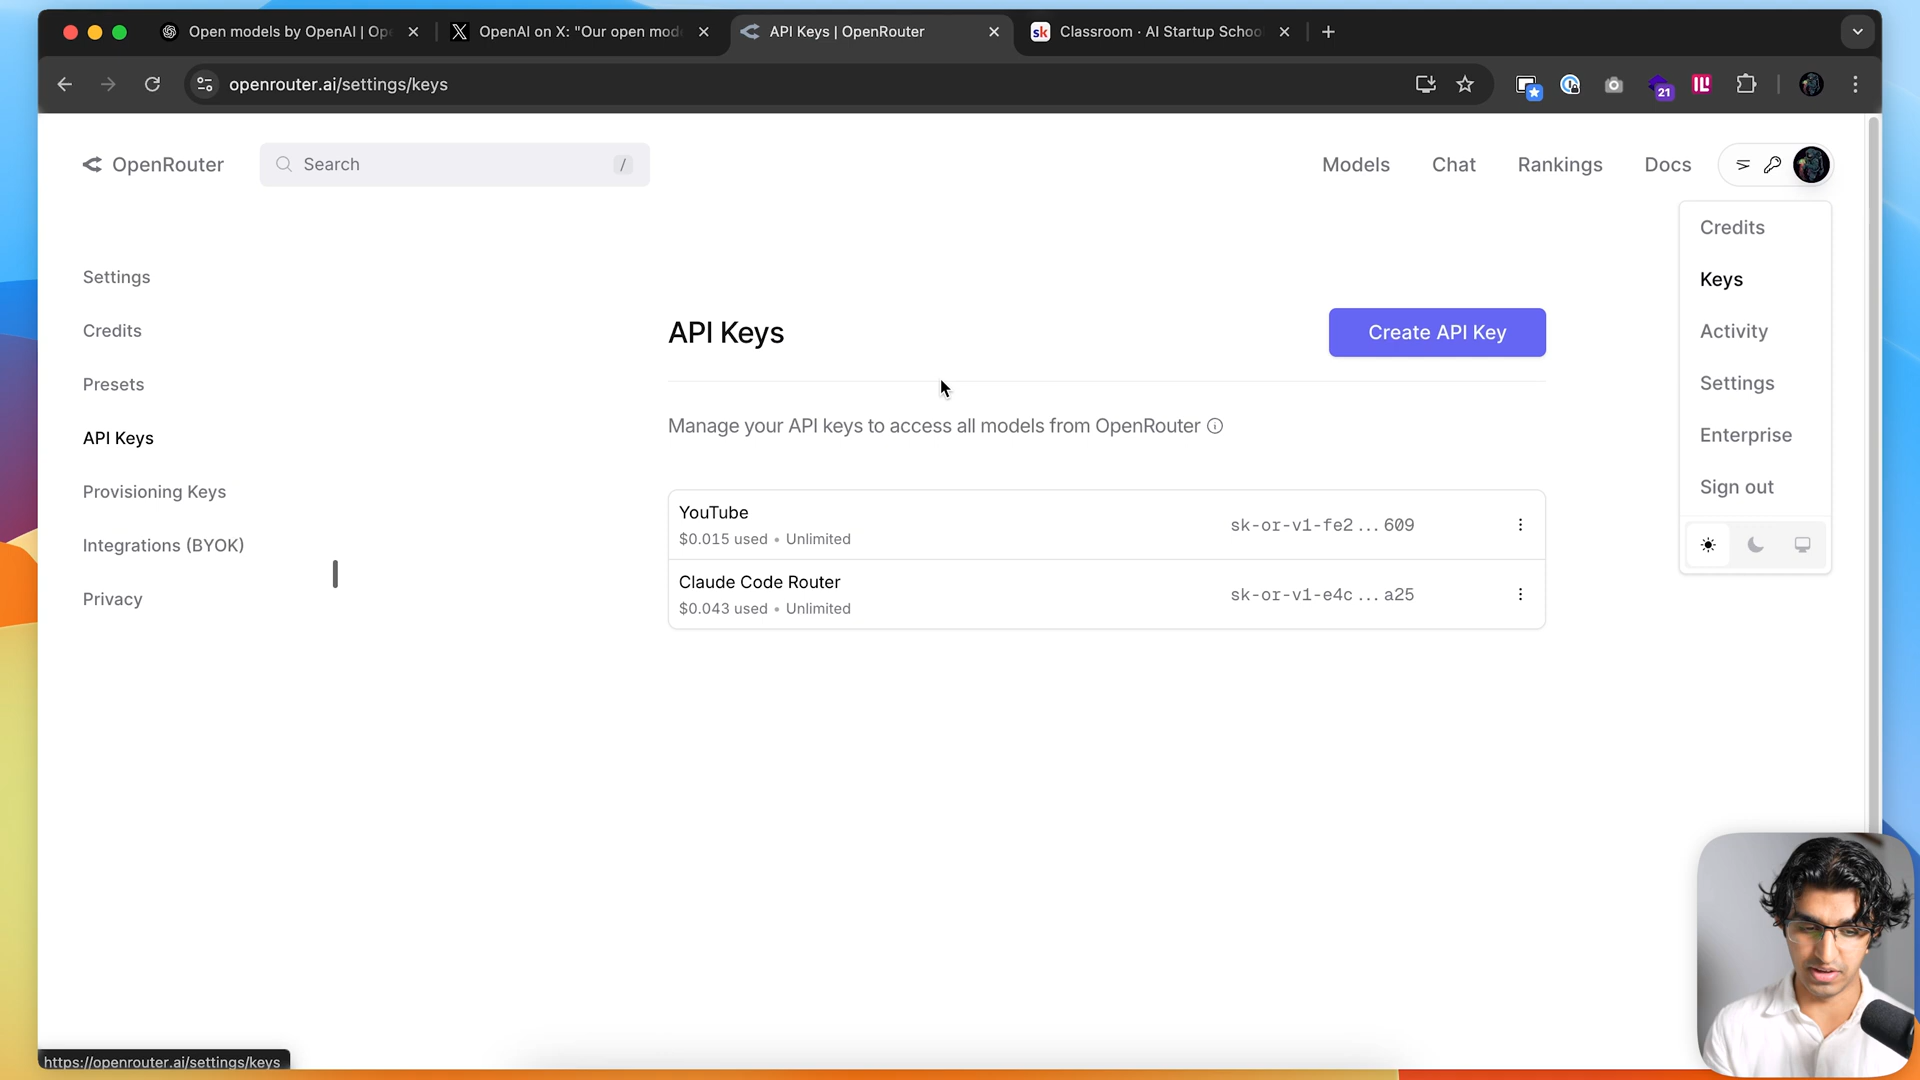 Open models by OpenAI | Op
OpenAI on X: "Our open mod
API Keys | OpenRouter
sk
Classroom · AI Startup Schoo
openrouter.ai/settings/keys
21
OpenRouter
Search
/
Models
Chat
Rankings
Docs
Credits
Keys
Activity
Settings
Enterprise
Sign out
Settings
Credits
Presets
API Keys
Provisioning Keys
Integrations (BYOK)
Privacy
API Keys
Create API Key
Manage your API keys to access all models from OpenRouter
YouTube
$0.015 used • Unlimited
sk-or-v1-fe2...609
Claude Code Router
$0.043 used • Unlimited
sk-or-v1-e4c...a25
https://openrouter.ai/settings/keys